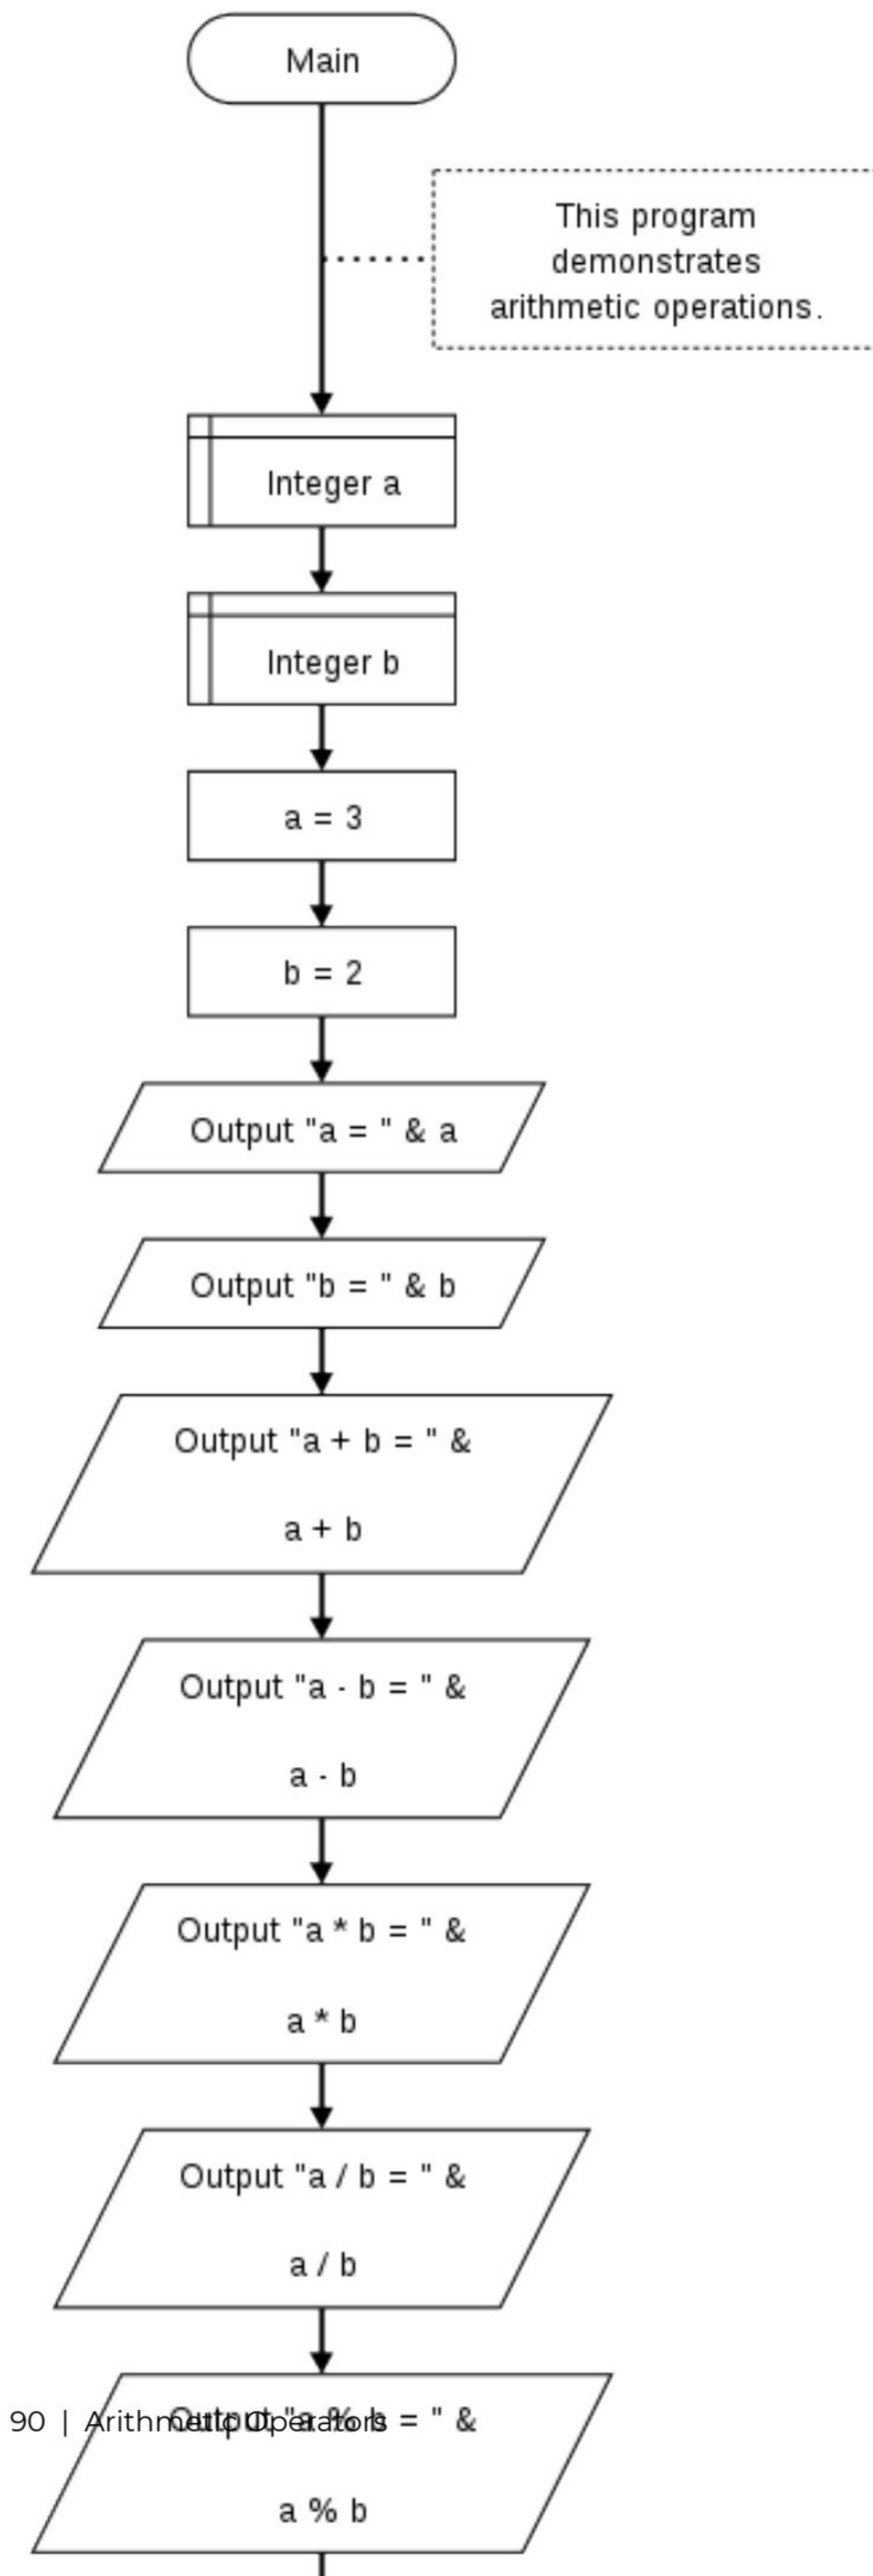 Main
This program
demonstrates
arithmetic operations.
Integer a
Integer b
a = 3
b = 2
Output "a = " & a
Output "b = " & b
Output "a + b = " &
a + b
Output "a - b = " &
a - b
Output "a * b = " &
a * b
Output "a / b = " &
a / b
Output "a % b = " &
90 | Arithmetic Operators
a % b